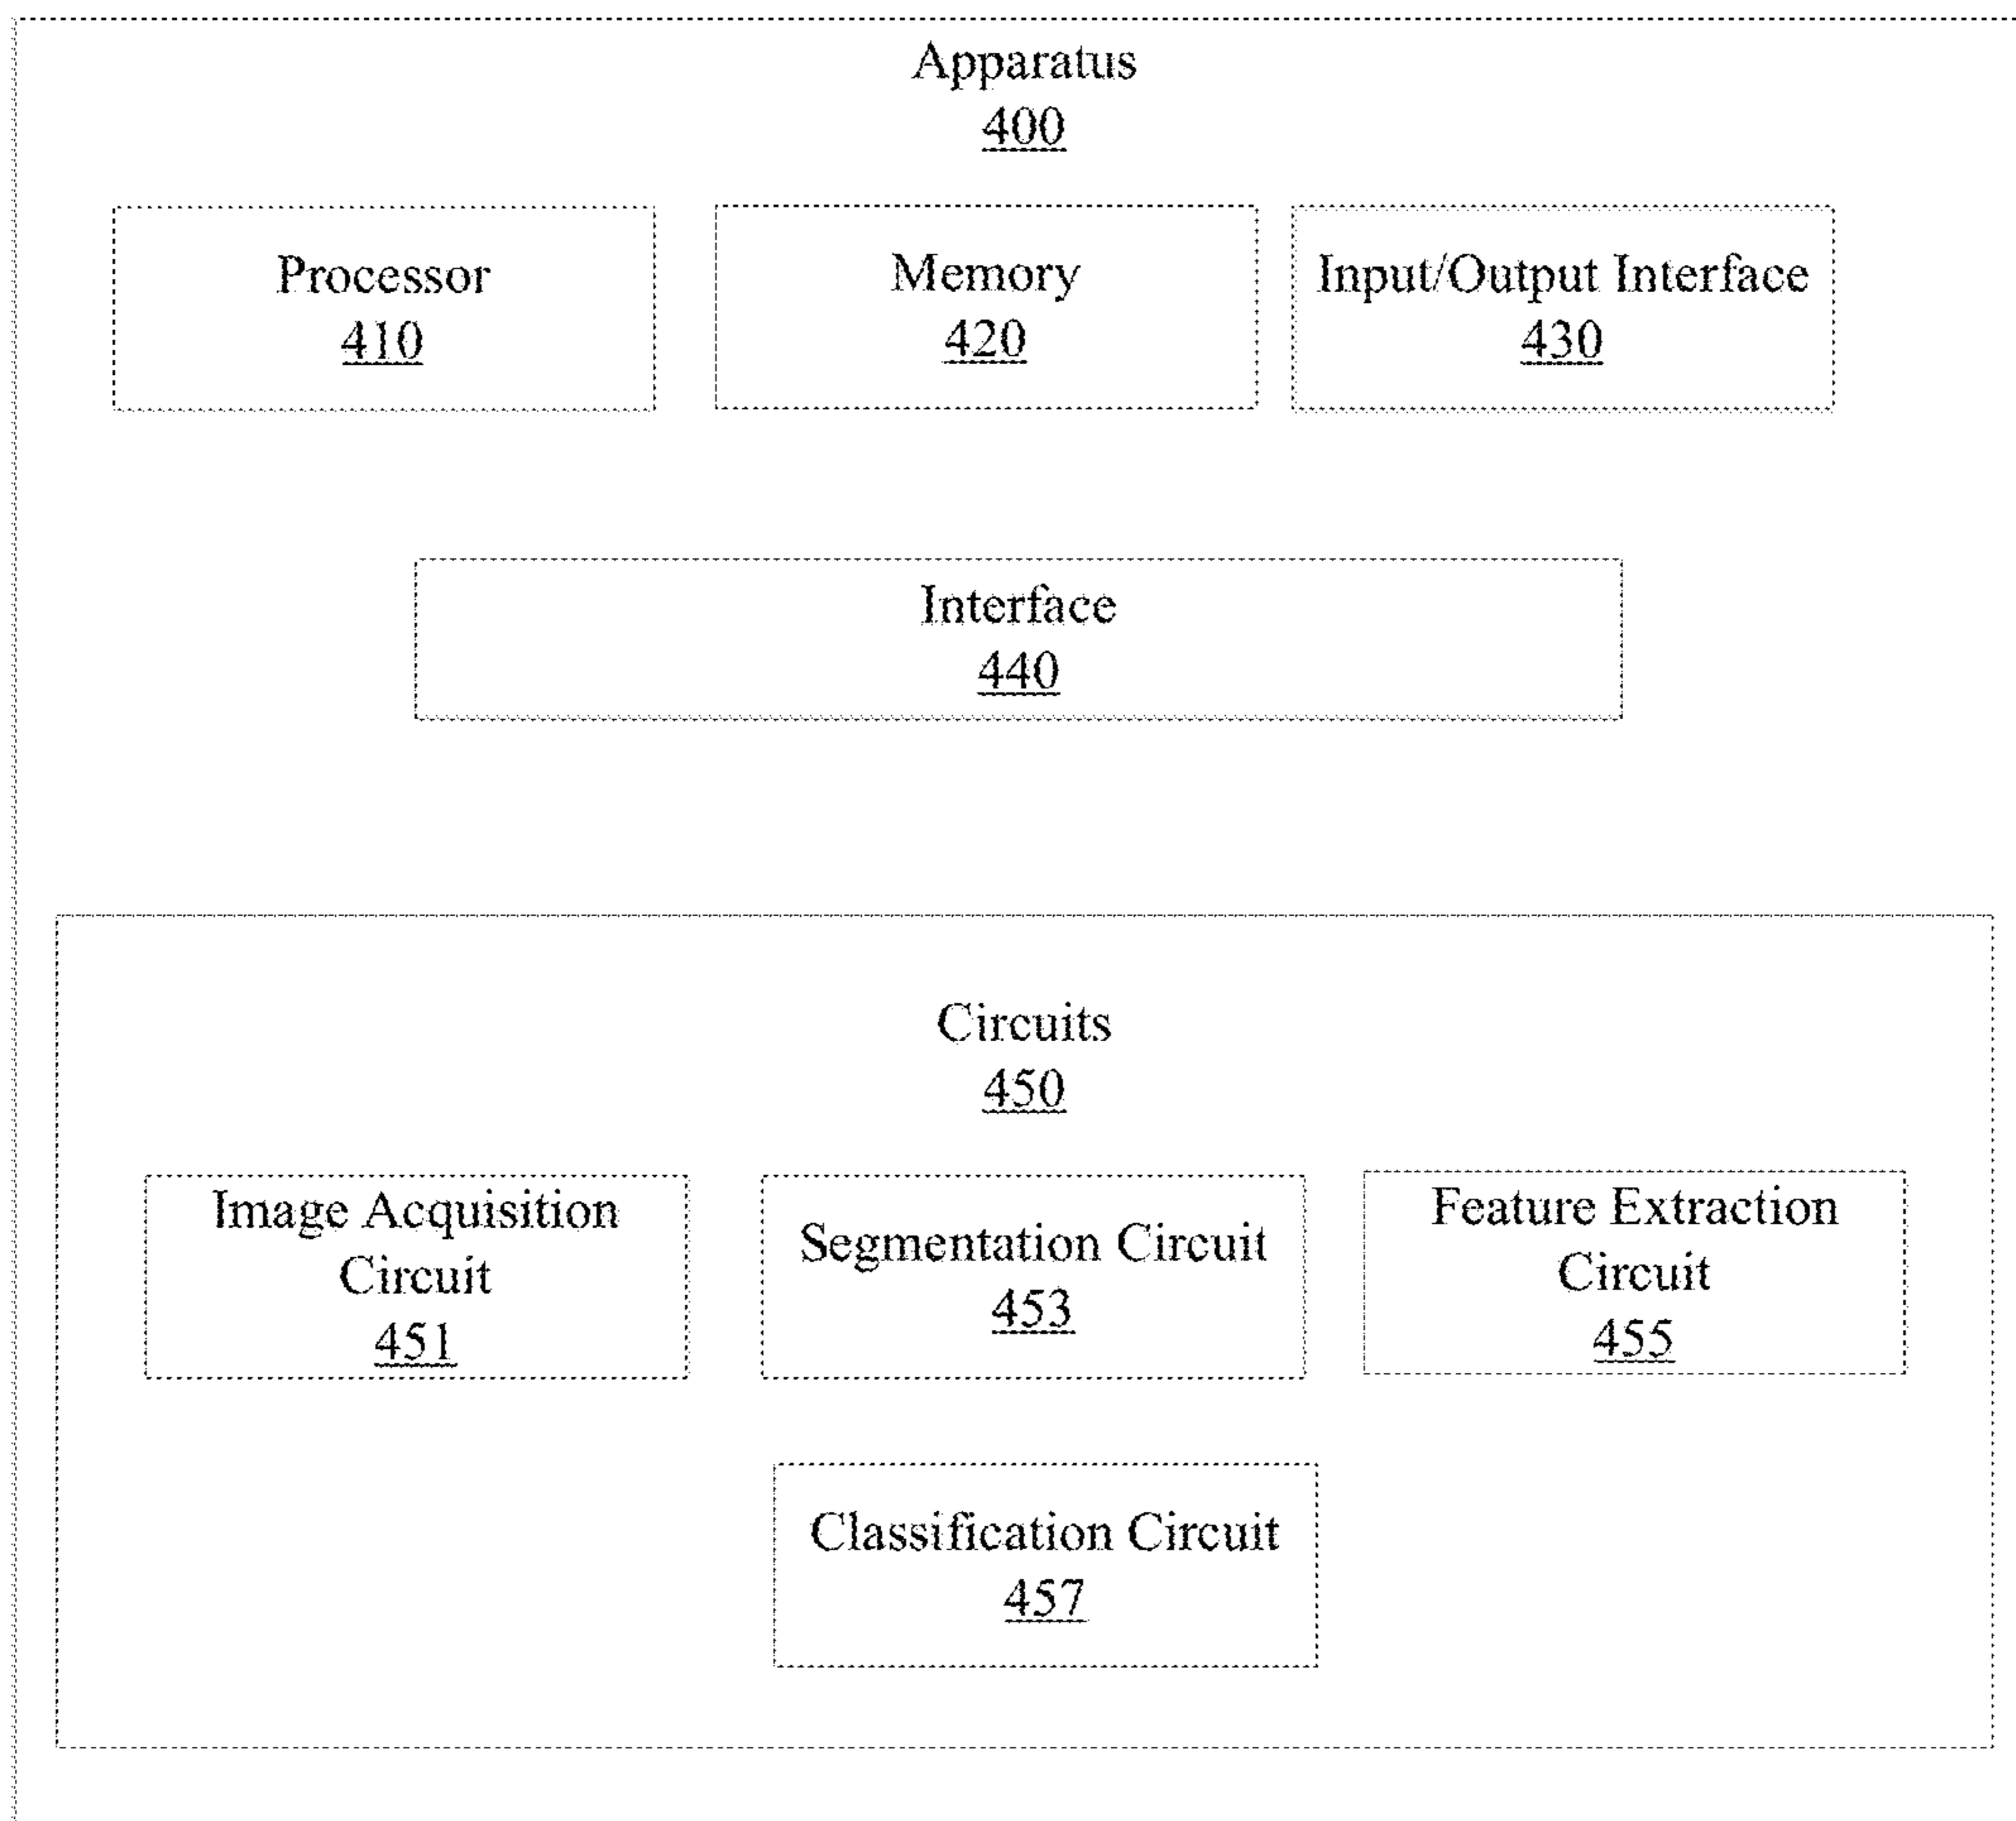 Apparatus
400
Processor
410
Memory
420
Input/Output Interface
430
Interface
440
Circuits
450
Image Acquisition
Circuit
451
Segmentation Circuit
453
Feature Extraction
Circuit
455
Classification Circuit
457